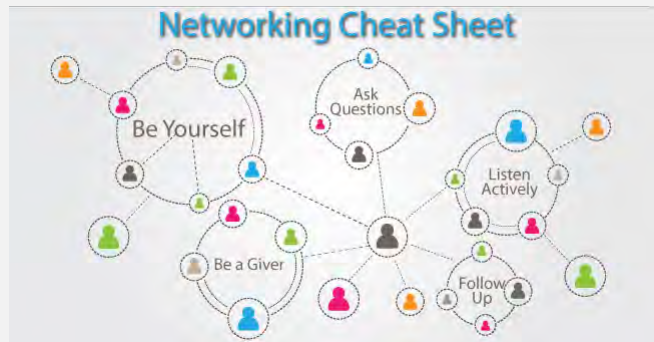 Networking Cheat Sheet
Be Yourself
Ask
Questions
Listen
Actively
Be a Giver
Follow
Up